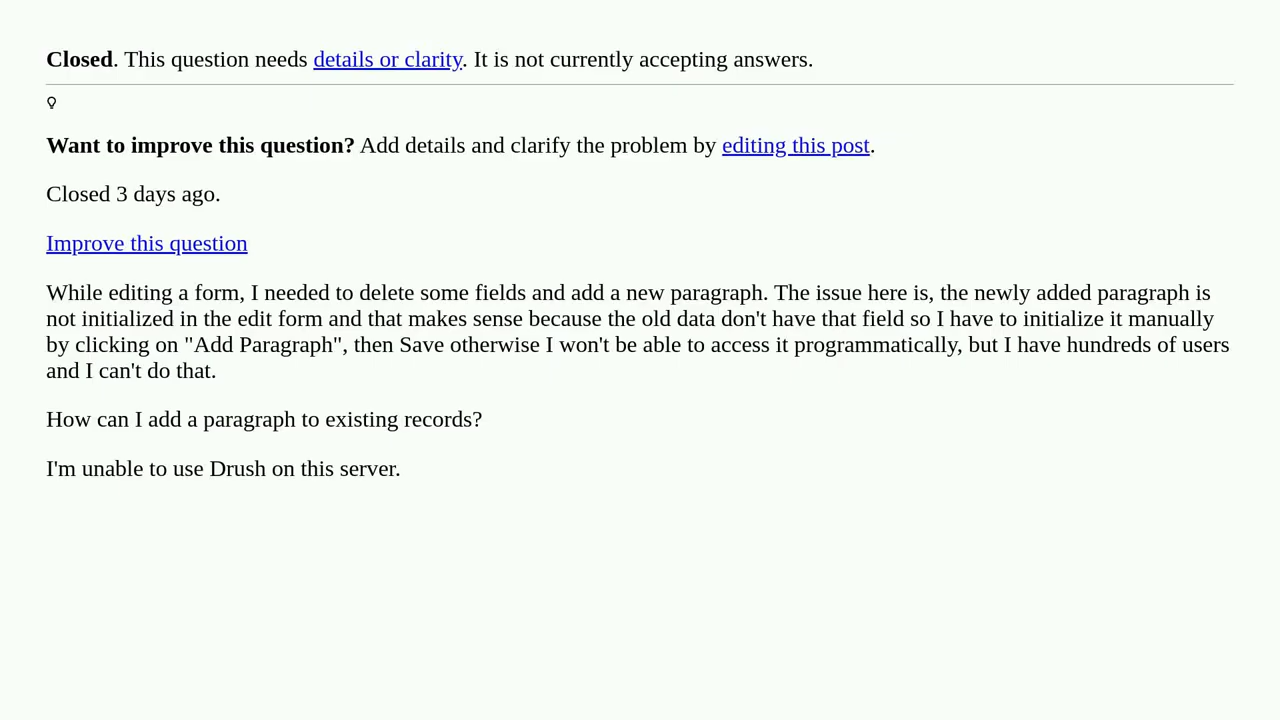 Closed. This question needs details or clarity. It is not currently accepting answers.
Want to improve this question? Add details and clarify the problem by editing this post.
Closed 3 days ago.
Improve this question
While editing a form, I needed to delete some fields and add a new paragraph. The issue here is, the newly added paragraph is
not initialized in the edit form and that makes sense because the old data don't have that field so I have to initialize it manually
by clicking on "Add Paragraph", then Save otherwise I won't be able to access it programmatically, but I have hundreds of users
and I can't do that.
How can I add a paragraph to existing records?
I'm unable to use Drush on this server.